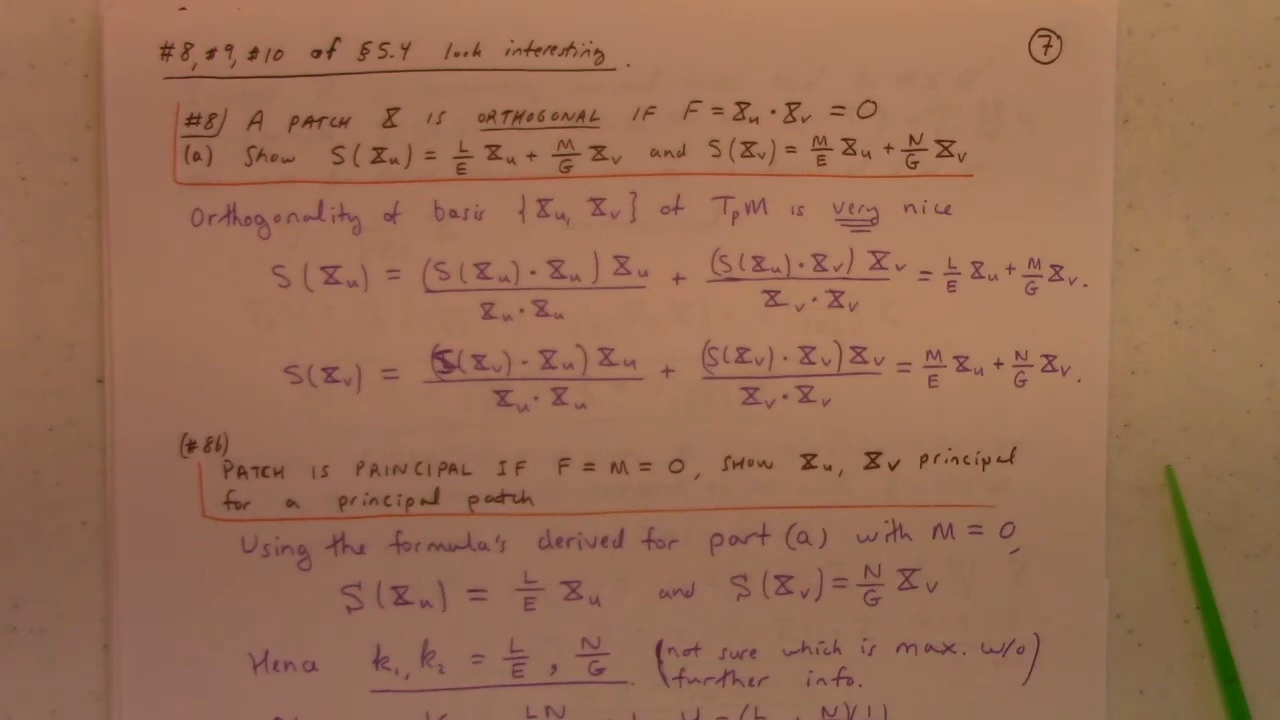 #8, #9, #10 of §5.4 look interesting.
⑦
#8) A PATCH X IS ORTHOGONAL IF F = Xu · Xv = 0
(a) Show S(Xu) = L/E Xu + M/G Xv and S(Xv) = M/E Xu + N/G Xv
Orthogonality of basis {Xu, Xv} of TpM is very nice
S(Xu) = (S(Xu) · Xu) Xu / Xu · Xu + (S(Xu) · Xv) Xv / Xv · Xv = L/E Xu + M/G Xv.
S(Xv) = (S(Xv) · Xu) Xu / Xu · Xu + (S(Xv) · Xv) Xv / Xv · Xv = M/E Xu + N/G Xv.
(#8b)
PATCH IS PRINCIPAL IF F = M = 0, SHOW Xu, Xv principal
for a principal patch
Using the formula's derived for part (a) with M = 0,
S(Xu) = L/E Xu and S(Xv) = N/G Xv
Hence k₁, k₂ = L/E, N/G. (not sure which is max. w/o
further info.)